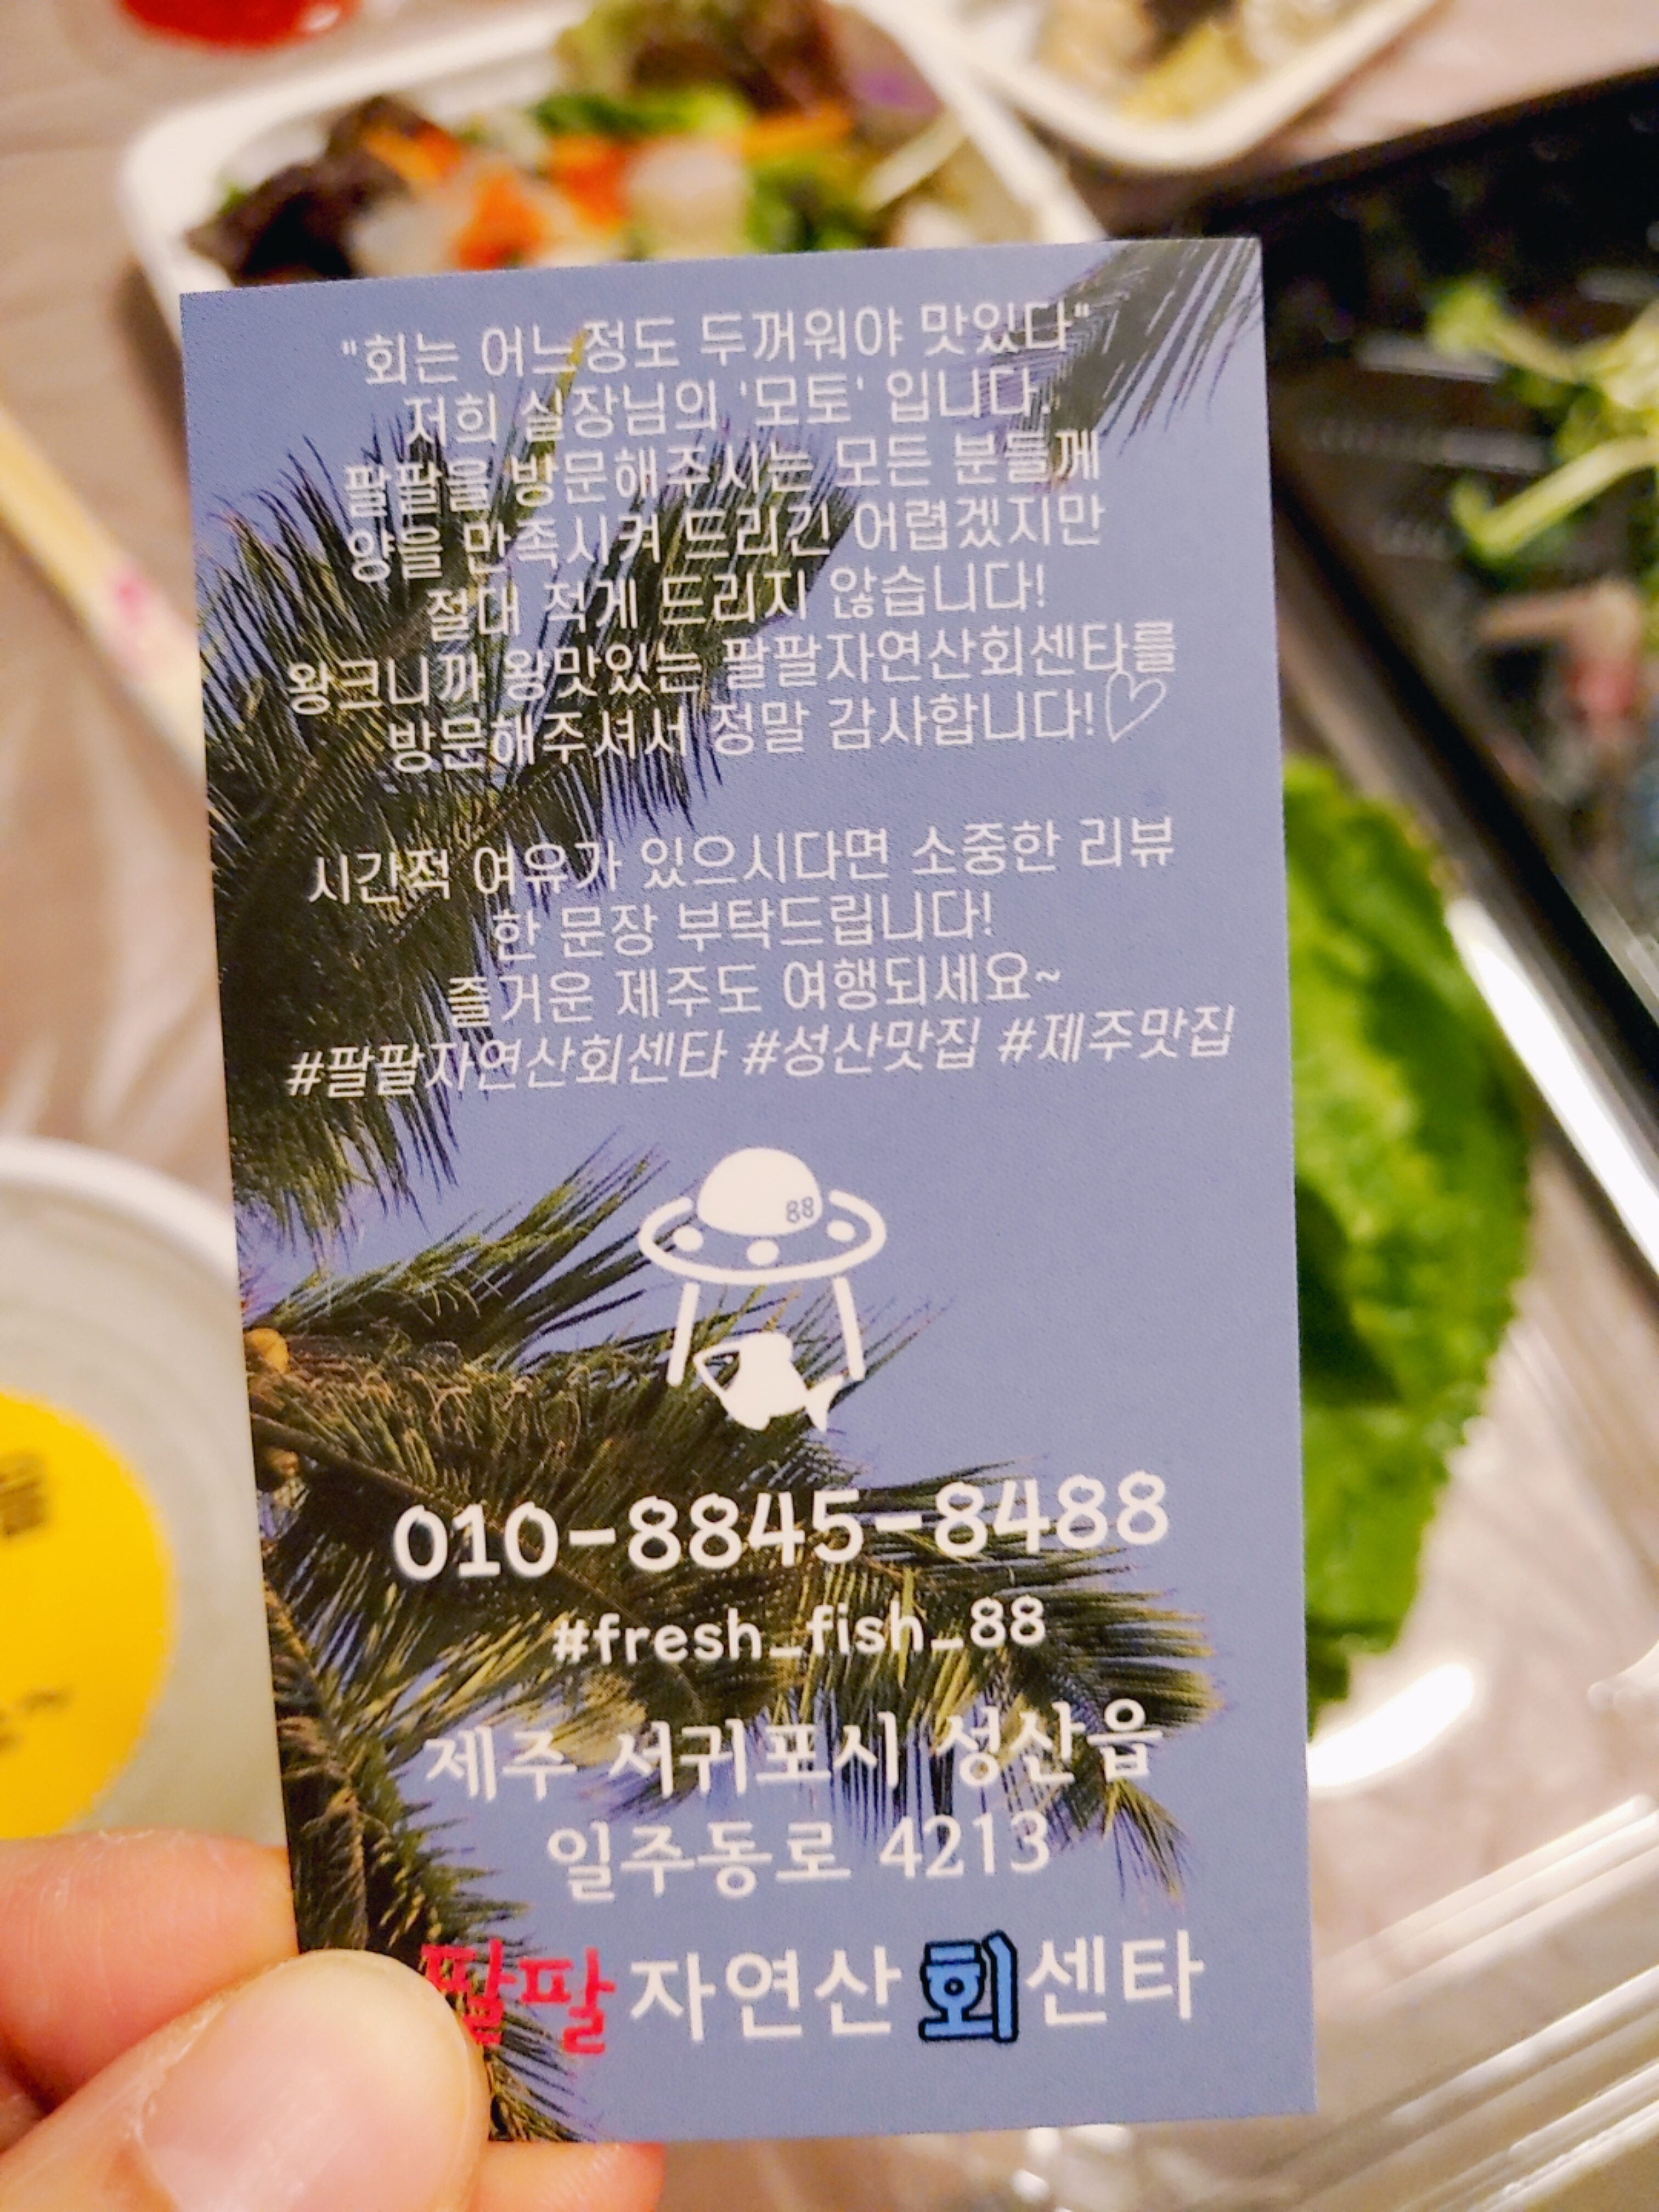 "회는 어느정도 두꺼워야 맛있다"
저희 실장님의 '모토' 입니다.
팔팔을 방문해주시는 모든 분들께
양을 만족시켜 드리긴 어렵겠지만
절대 적게 드리지 않습니다!
왕크니까 왕맛있는 팔팔자연산회센타를
방문해주셔서 정말 감사합니다!♡
시간적 여유가 있으시다면 소중한 리뷰
한 문장 부탁드립니다!
즐거운 제주도 여행되세요~
#팔팔자연산회센타 #성산맛집 #제주맛집
88
010-8845-8488
#fresh_fish_88
제주 서귀포시 성산읍
일주동로 4213
팔팔자연산회센타